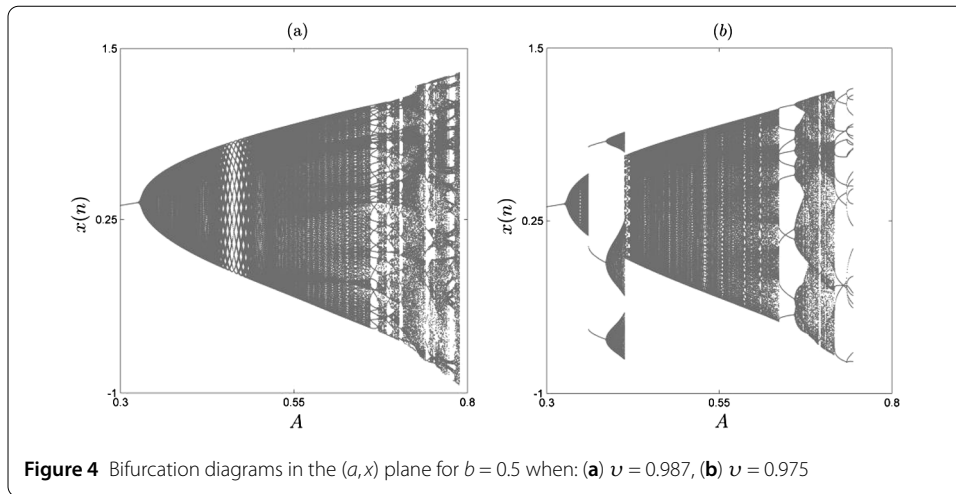 (a)
(b)
1.5
x(n)
0.25
-1
0.3
0.55
0.8
A
1.5
x(n)
0.25
-1
0.3
0.55
0.8
A
Figure 4 Bifurcation diagrams in the (a,x) plane for b = 0.5 when: (a) υ = 0.987, (b) υ = 0.975